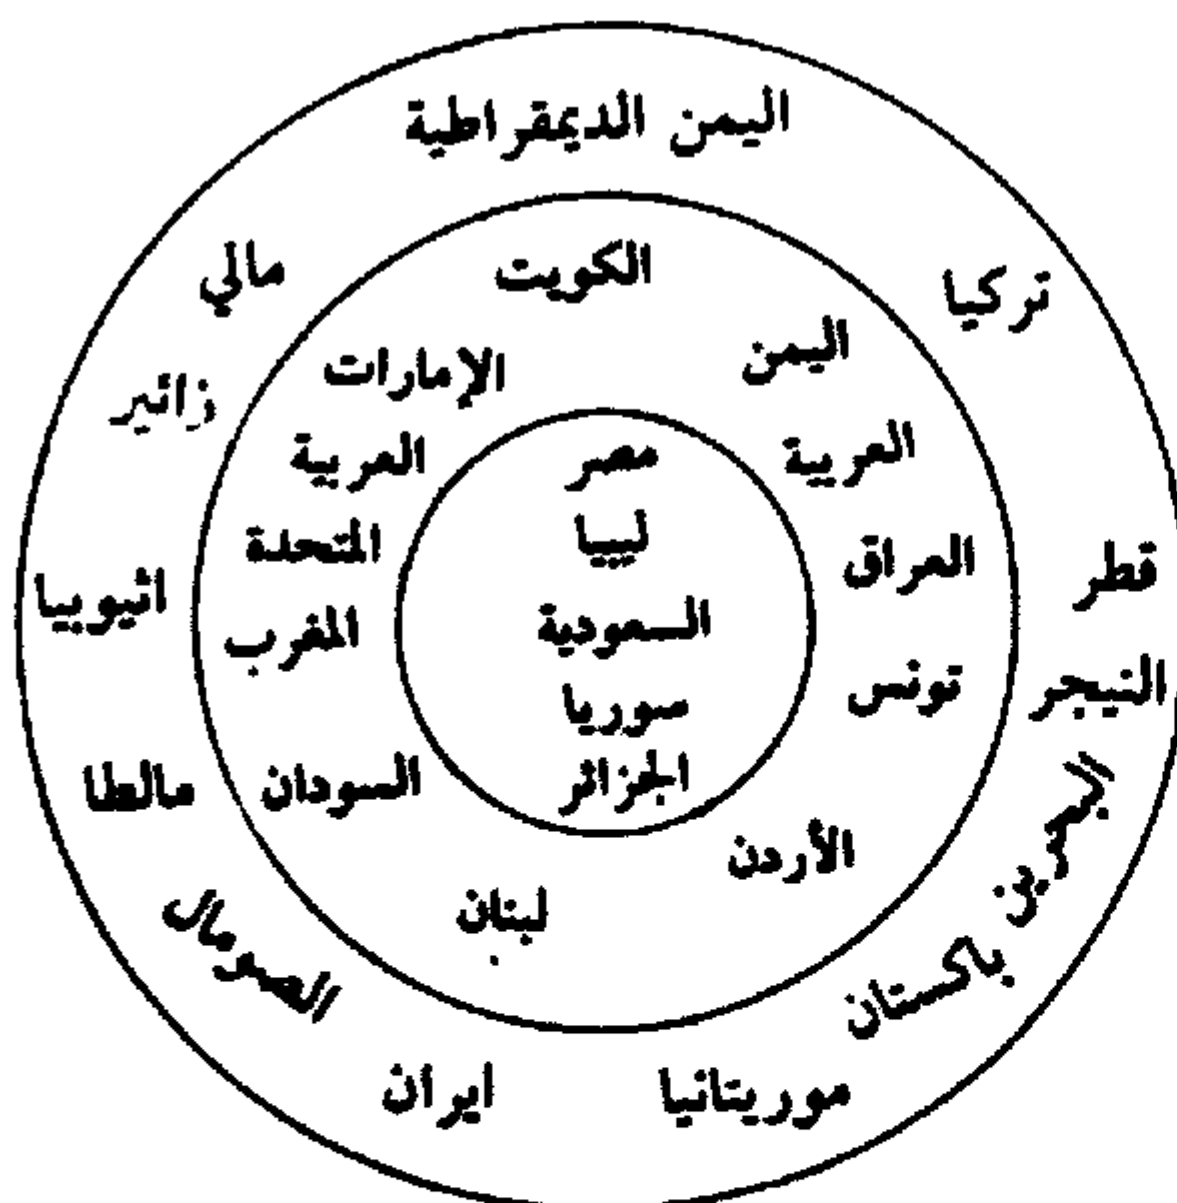 اليمن الديمقراطية
تركيا
مالي
زائير
قطر
اثيوبيا
النيجر
مالطا
البحرين
الصومال
باكستان
ايران
موريتانيا
الكويت
اليمن
العربية
الإمارات
العربية
المتحدة
العراق
المغرب
تونس
السودان
الأردن
لبنان
مصر
ليبيا
السعودية
سوريا
الجزائر